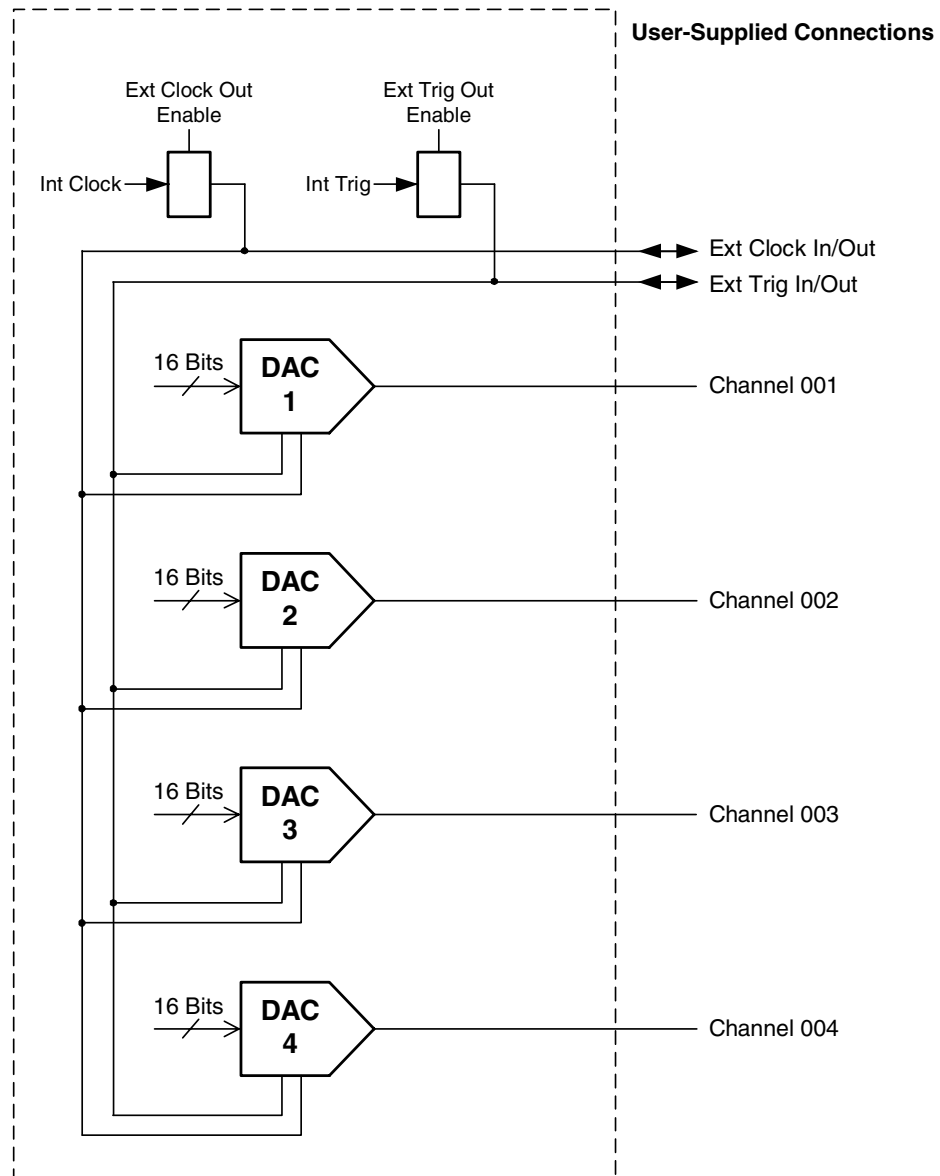 User-Supplied Connections
Ext Clock Out
Enable
Ext Trig Out
Enable
Int Clock
Int Trig
Ext Clock In/Out
Ext Trig In/Out
16 Bits
DAC
1
Channel 001
16 Bits
DAC
2
Channel 002
16 Bits
DAC
3
Channel 003
16 Bits
DAC
4
Channel 004